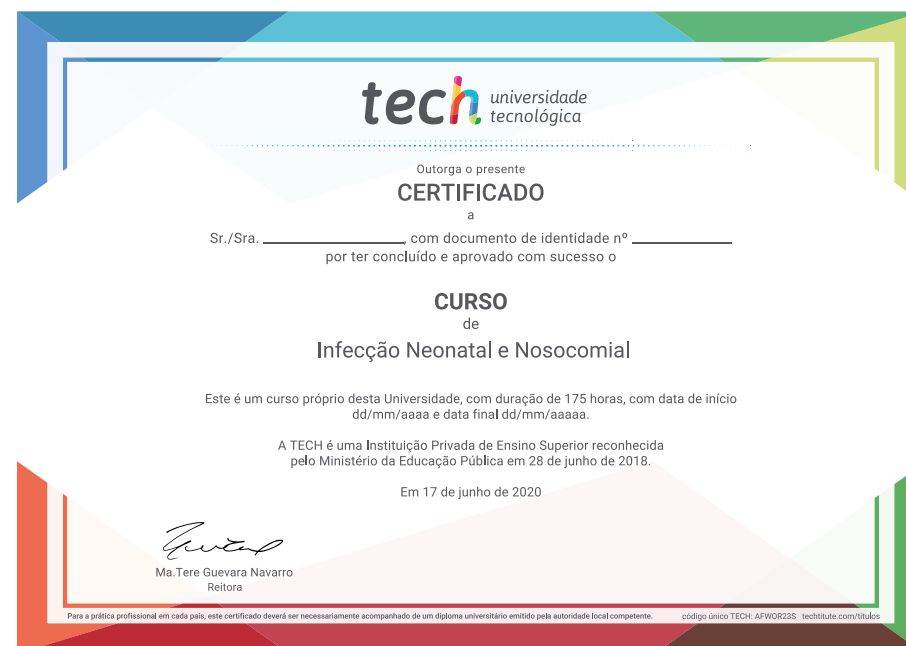 tech universidade
tecnológica
Outorga o presente
CERTIFICADO
a
Sr./Sra. ____________________, com documento de identidade nº ______________
por ter concluído e aprovado com sucesso o
CURSO
de
Infecção Neonatal e Nosocomial
Este é um curso próprio desta Universidade, com duração de 175 horas, com data de início
dd/mm/aaaa e data final dd/mm/aaaaa.
A TECH é uma Instituição Privada de Ensino Superior reconhecida
pelo Ministério da Educação Pública em 28 de junho de 2018.
Em 17 de junho de 2020
Ma.Tere Guevara Navarro
Reitora
Para a prática profissional em cada país, este certificado deverá ser necessariamente acompanhado de um diploma universitário emitido pela autoridade local competente. código único TECH: AFWOR23S techtitute.com/titulos